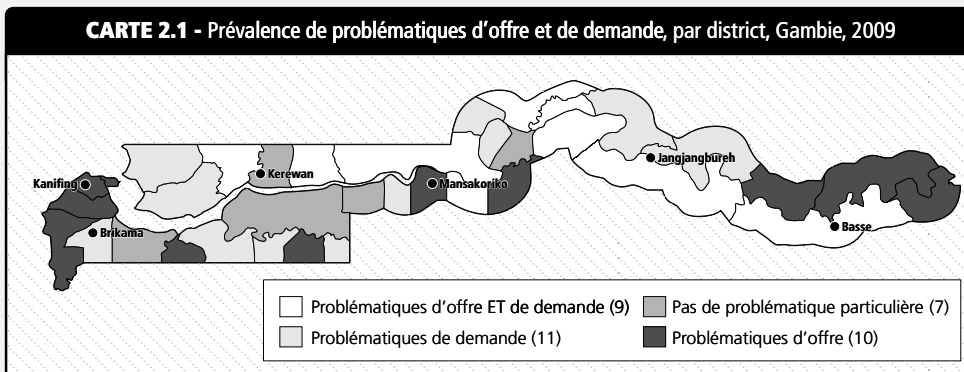 CARTE 2.1 - Prévalence de problématiques d'offre et de demande, par district, Gambie, 2009
Jangjangbureh
Kerewan
Kanifing
Mansakoriko
Basse
Brikama
Problématiques d'offre ET de demande (9)
Pas de problématique particulière (7)
Problématiques de demande (11)
Problématiques d'offre (10)